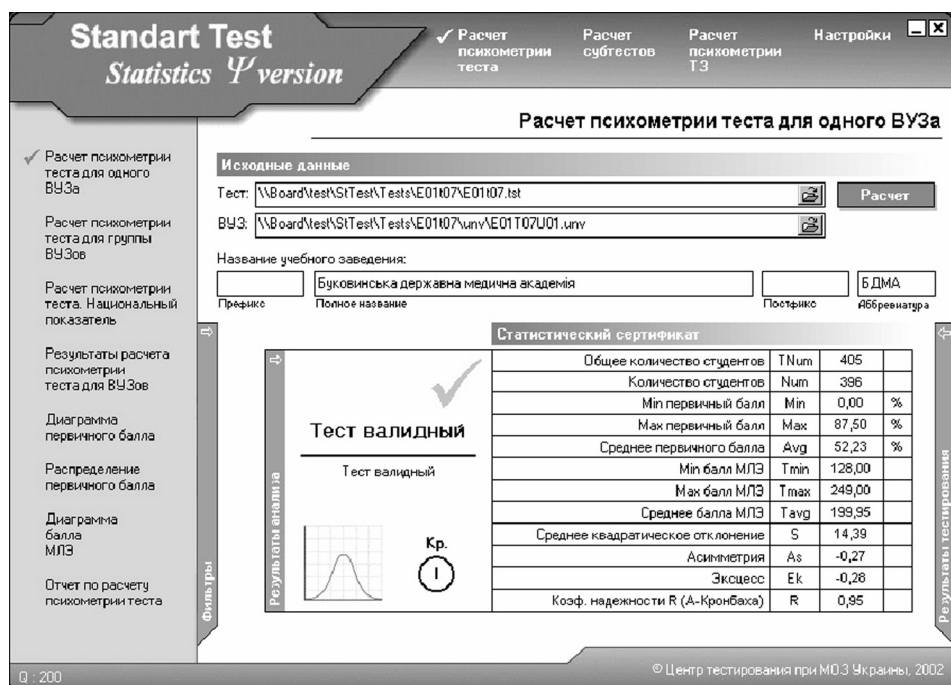 Standart Test
Statistics Ψ version
Расчет
психометрии
теста
Расчет
субтестов
Расчет
психометрии
ТЗ
Настройки
Расчет психометрии теста для одного ВУЗа
Расчет психометрии
теста для одного
ВУЗа
Расчет психометрии
теста для группы
ВУЗов
Расчет психометрии
теста. Национальный
показатель
Результаты расчета
психометрии
теста для ВУЗов
Диаграмма
первичного балла
Распределение
первичного балла
Диаграмма
балла
МЛЭ
Отчет по расчету
психометрии теста
Исходные данные
Тест: \\Board\test\StTest\Tests\E01t07\E01t07.tst
Расчет
ВУЗ: \\Board\test\StTest\Tests\E01t07\unv\E01T07U01.unv
Название учебного заведения:
Буковинська державна медична академія БДМА
Префикс Полное название Постфикс Аббревиатура
Фильтры
Результаты анализа
Тест валидный
Тест валидный
Кр.
I
Статистический сертификат
Общее количество студентов TNum 405
Количество студентов Num 396
Min первичный балл Min 0,00 %
Max первичный балл Max 87,50 %
Среднее первичного балла Avg 52,23 %
Min балл МЛЭ Tmin 128,00
Max балл МЛЭ Tmax 249,00
Среднее балла МЛЭ Tavg 199,95
Среднее квадратическое отклонение S 14,39
Асимметрия As -0,27
Эксцесс Ek -0,28
Коэф. надежности R (А-Кронбаха) R 0,95
Результаты тестирования
Q : 200
© Центр тестирования при МОЗ Украины, 2002